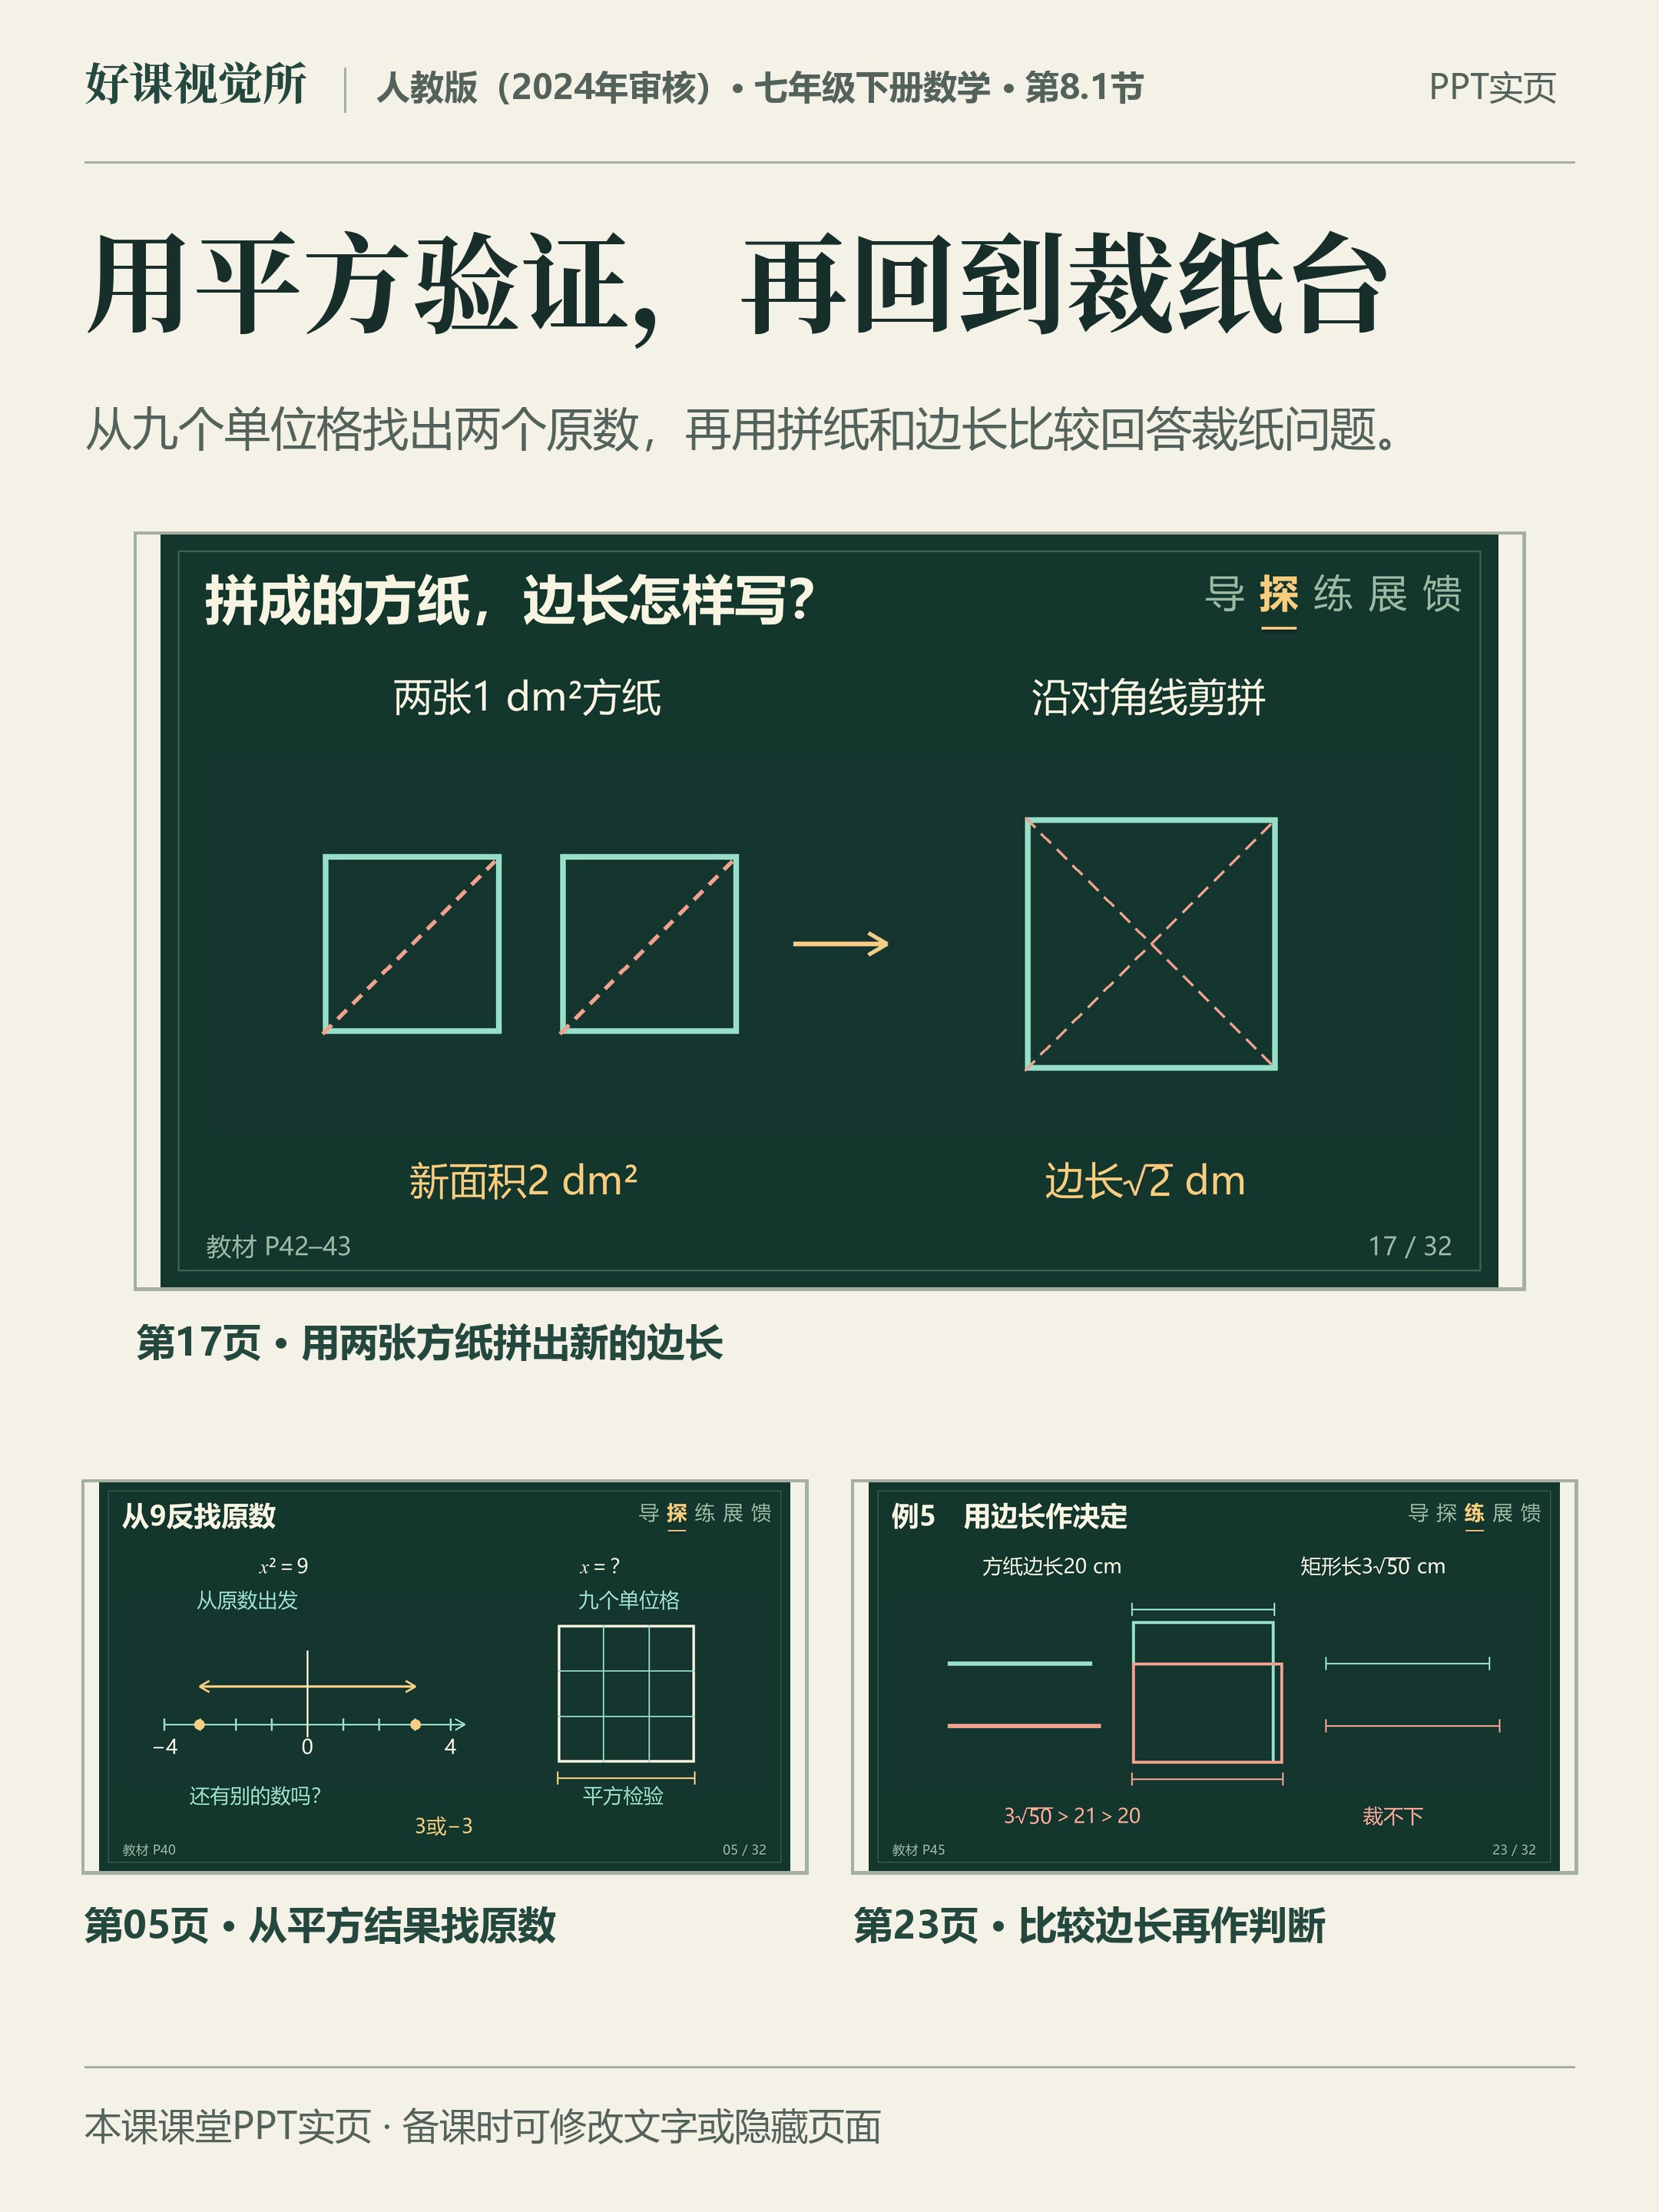 好课视觉所
人教版（2024年审核）• 七年级下册数学 • 第8.1节
PPT实页
用平方验证，再回到裁纸台
从九个单位格找出两个原数，再用拼纸和边长比较回答裁纸问题。
拼成的方纸，边长怎样写？
导 探 练 展 馈
两张1 dm²方纸
沿对角线剪拼
新面积2 dm²
边长√2 dm
教材 P42–43
17 / 32
第17页 • 用两张方纸拼出新的边长
从9反找原数
导 探 练 展 馈
x² = 9
x = ?
从原数出发
九个单位格
−4
0
4
还有别的数吗？
平方检验
3或−3
教材 P40
05 / 32
第05页 • 从平方结果找原数
例5　用边长作决定
导 探 练 展 馈
方纸边长20 cm
矩形长3√50 cm
3√50 > 21 > 20
裁不下
教材 P45
23 / 32
第23页 • 比较边长再作判断
本课课堂PPT实页 · 备课时可修改文字或隐藏页面